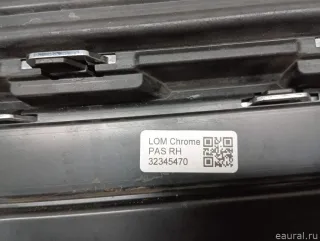 LOM Chrome
PAS RH
32345470
eaural.ru